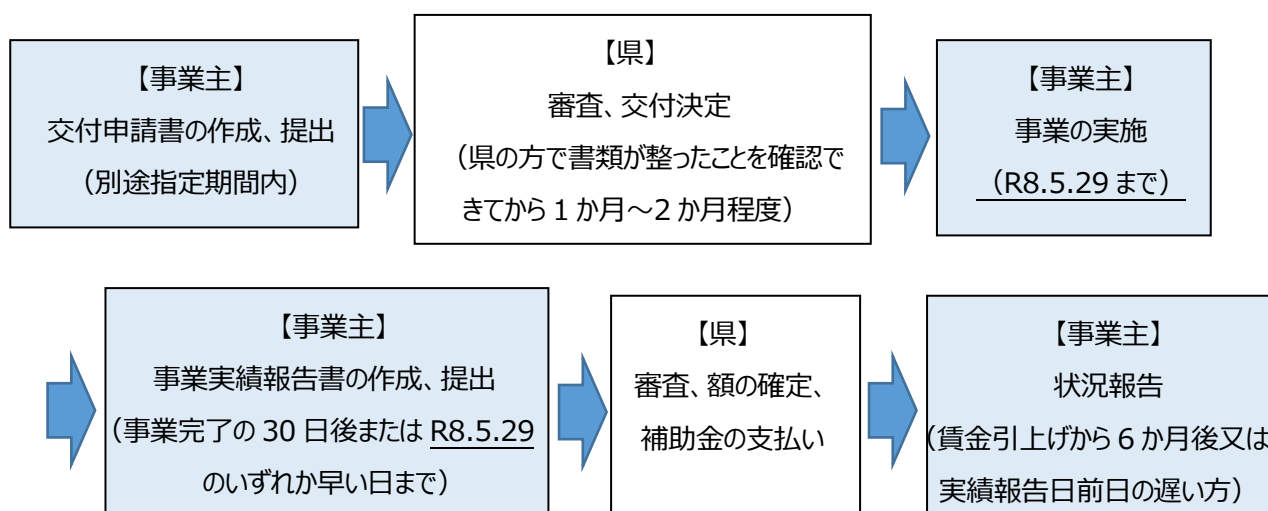 【事業主】
交付申請書の作成、提出
（別途指定期間内）
【県】
審査、交付決定
（県の方で書類が整ったことを確認で
きてから 1 か月～2 か月程度）
【事業主】
事業の実施
（R8.5.29 まで）
【事業主】
事業実績報告書の作成、提出
（事業完了の 30 日後または R8.5.29
のいずれか早い日まで）
【県】
審査、額の確定、
補助金の支払い
【事業主】
状況報告
（賃金引上げから 6 か月後又は
実績報告日前日の遅い方）